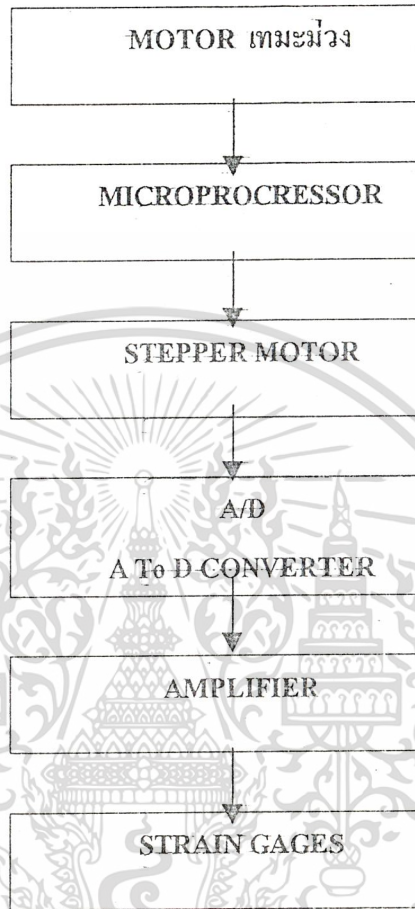 MOTOR เทมะม่วง
MICROPROCRESSOR
STEPPER MOTOR
A/D
A To D CONVERTER
AMPLIFIER
STRAIN GAGES